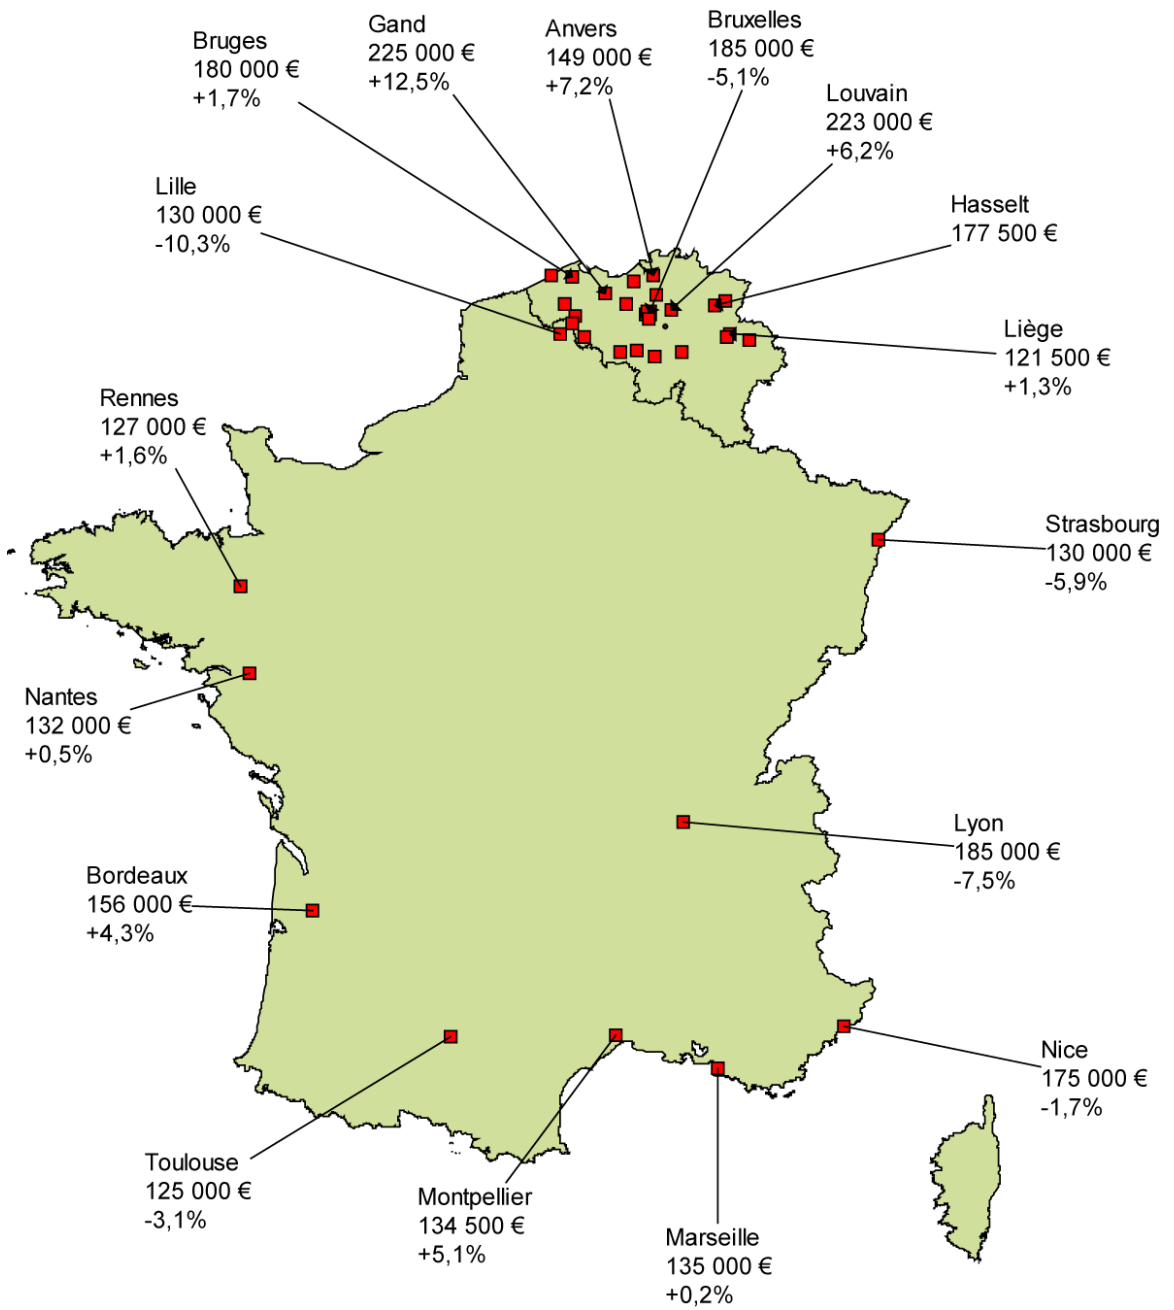 Bruxelles
185 000 €
-5,1%
Gand
225 000 €
+12,5%
Anvers
149 000 €
+7,2%
Bruges
180 000 €
+1,7%
Louvain
223 000 €
+6,2%
Lille
130 000 €
-10,3%
Hasselt
177 500 €
Liège
121 500 €
+1,3%
Rennes
127 000 €
+1,6%
Strasbourg
130 000 €
-5,9%
Nantes
132 000 €
+0,5%
Lyon
185 000 €
-7,5%
Bordeaux
156 000 €
+4,3%
Nice
175 000 €
-1,7%
Toulouse
125 000 €
-3,1%
Montpellier
134 500 €
+5,1%
Marseille
135 000 €
+0,2%